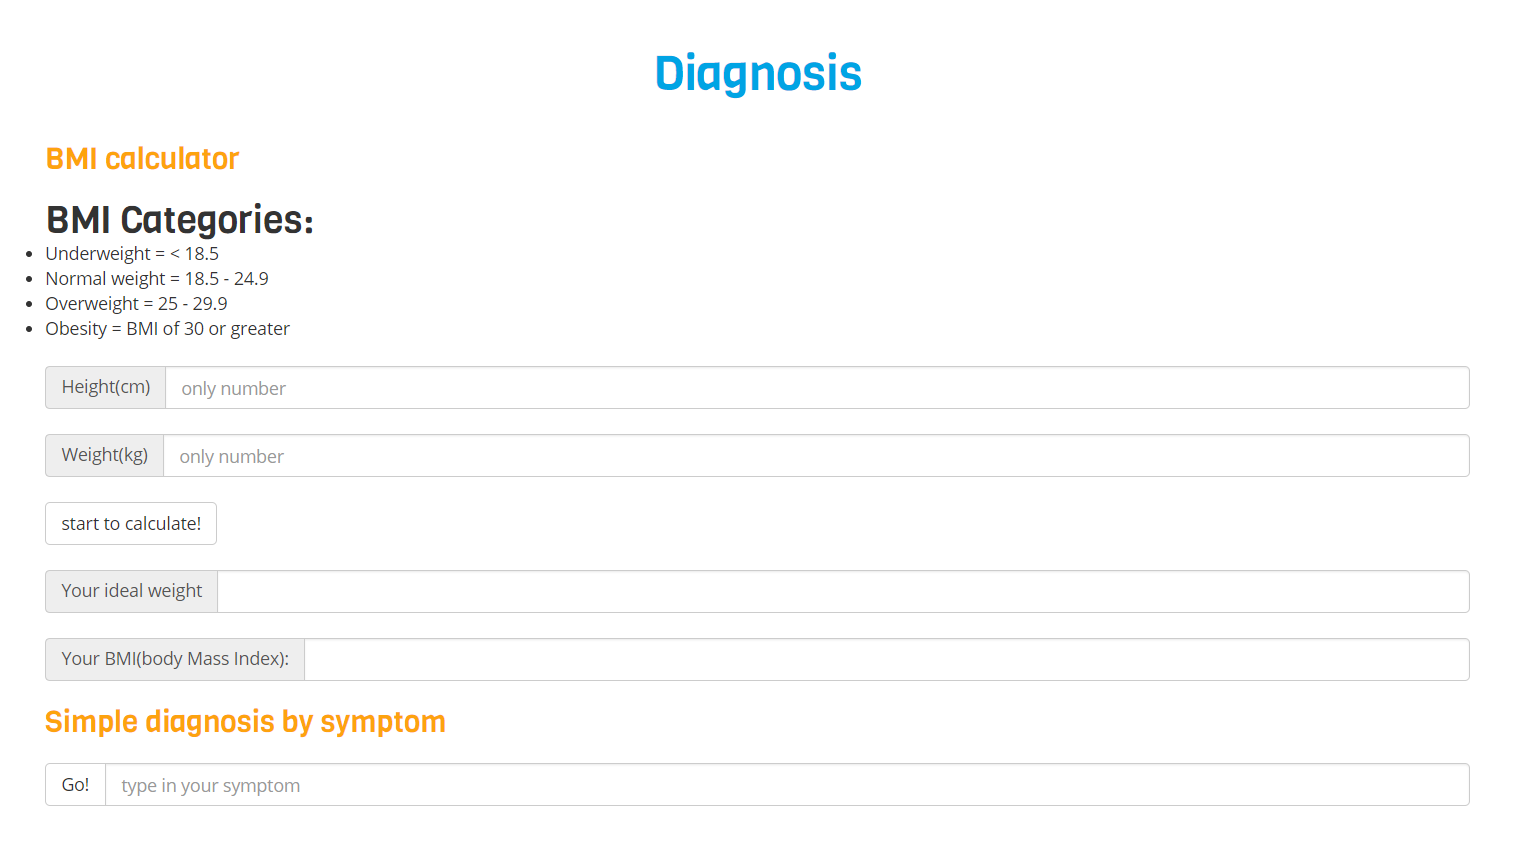 Diagnosis
BMI calculator
BMI Categories:
Underweight = < 18.5
Normal weight = 18.5 - 24.9
Overweight = 25 - 29.9
Obesity = BMI of 30 or greater
Height(cm) only number
Weight(kg) only number
start to calculate!
Your ideal weight
Your BMI(body Mass Index):
Simple diagnosis by symptom
Go! type in your symptom